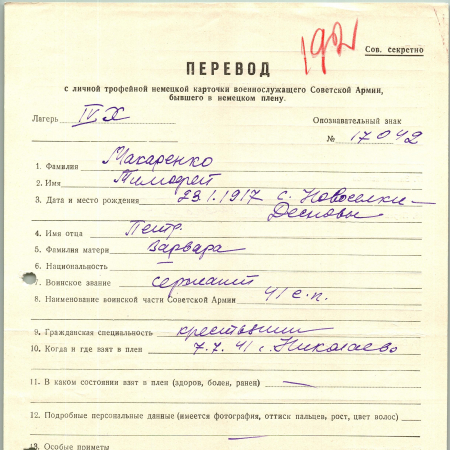 192
Сов. секретно
ПЕРЕВОД
с личной трофейной немецкой карточки военнослужащего Советской Армии,
бывшего в немецком плену.
Лагерь IV X
Опознавательный знак
№ 17042
1. Фамилия Макаренко
2. Имя Тимофей
3. Дата и место рождения 23.1.1917 с. Новоселки-
Десновы
4. Имя отца Пентр.
5. Фамилия матери Варвара
6. Национальность —
7. Воинское звание сержант
8. Наименование воинской части Советской Армии 41 с.п.
9. Гражданская специальность крестьянин
10. Когда и где взят в плен 7.7.41 с. Николаево
11. В каком состоянии взят в плен (здоров, болен, ранен) —
12. Подробные персональные данные (имеется фотография, оттиск пальцев, рост, цвет волос)
—
13. Особые приметы